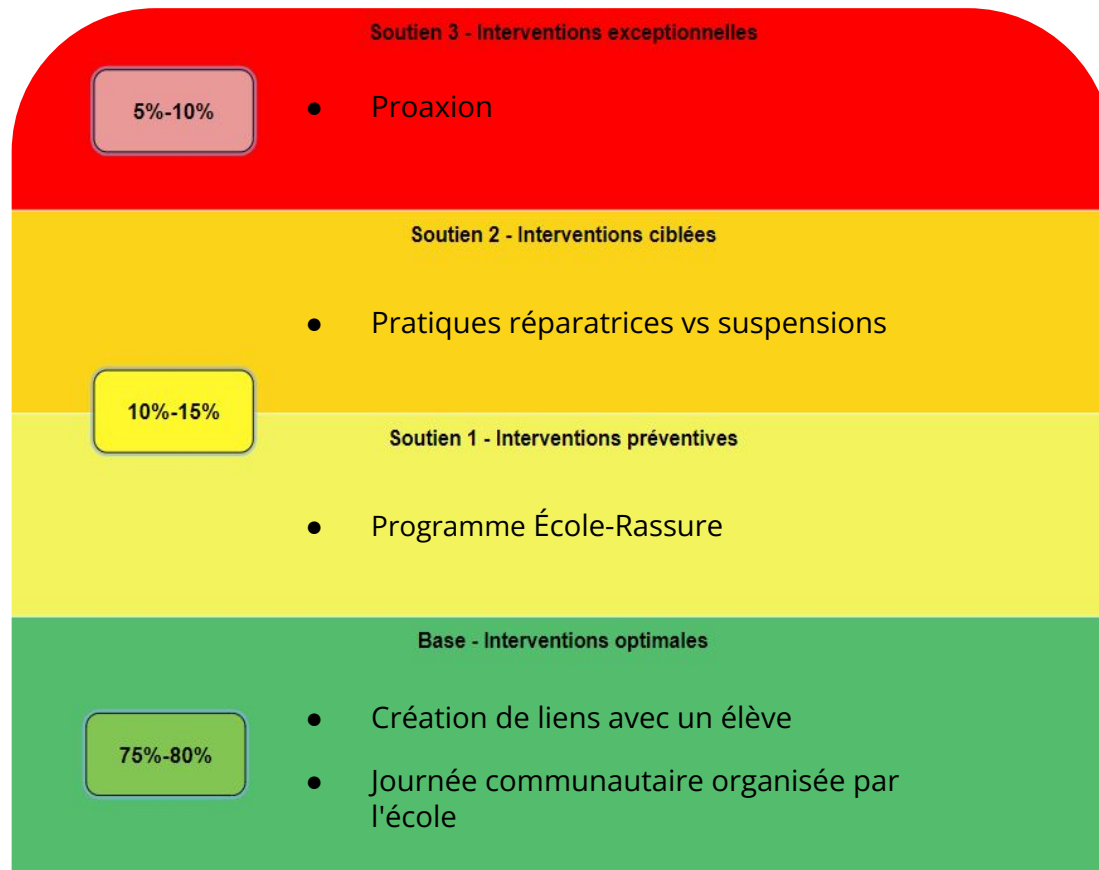 Soutien 3 - Interventions exceptionnelles
5%-10%
● Proaxion
Soutien 2 - Interventions ciblées
● Pratiques réparatrices vs suspensions
10%-15%
Soutien 1 - Interventions préventives
● Programme École-Rassure
Base - Interventions optimales
● Création de liens avec un élève
75%-80%
● Journée communautaire organisée par
l'école